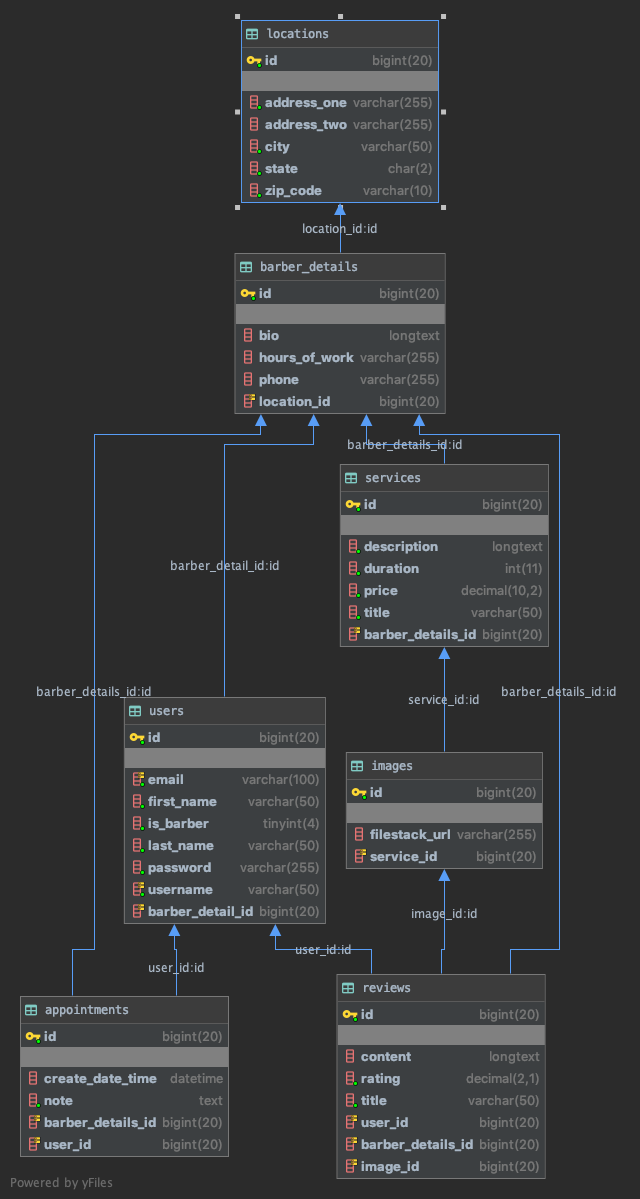 locations
id bigint(20)
address_one varchar(255)
address_two varchar(255)
city varchar(50)
state char(2)
zip_code varchar(10)
location_id:id
barber_details
id bigint(20)
bio longtext
hours_of_work varchar(255)
phone varchar(255)
location_id bigint(20)
barber_details_id:id
services
id bigint(20)
description longtext
duration int(11)
price decimal(10,2)
title varchar(50)
barber_details_id bigint(20)
barber_detail_id:id
barber_details_id:id
service_id:id
barber_details_id:id
users
id bigint(20)
email varchar(100)
first_name varchar(50)
is_barber tinyint(4)
last_name varchar(50)
password varchar(255)
username varchar(50)
barber_detail_id bigint(20)
images
id bigint(20)
filestack_url varchar(255)
service_id bigint(20)
image_id:id
user_id:id
user_id:id
appointments
id bigint(20)
create_date_time datetime
note text
barber_details_id bigint(20)
user_id bigint(20)
reviews
id bigint(20)
content longtext
rating decimal(2,1)
title varchar(50)
user_id bigint(20)
barber_details_id bigint(20)
image_id bigint(20)
Powered by yFiles